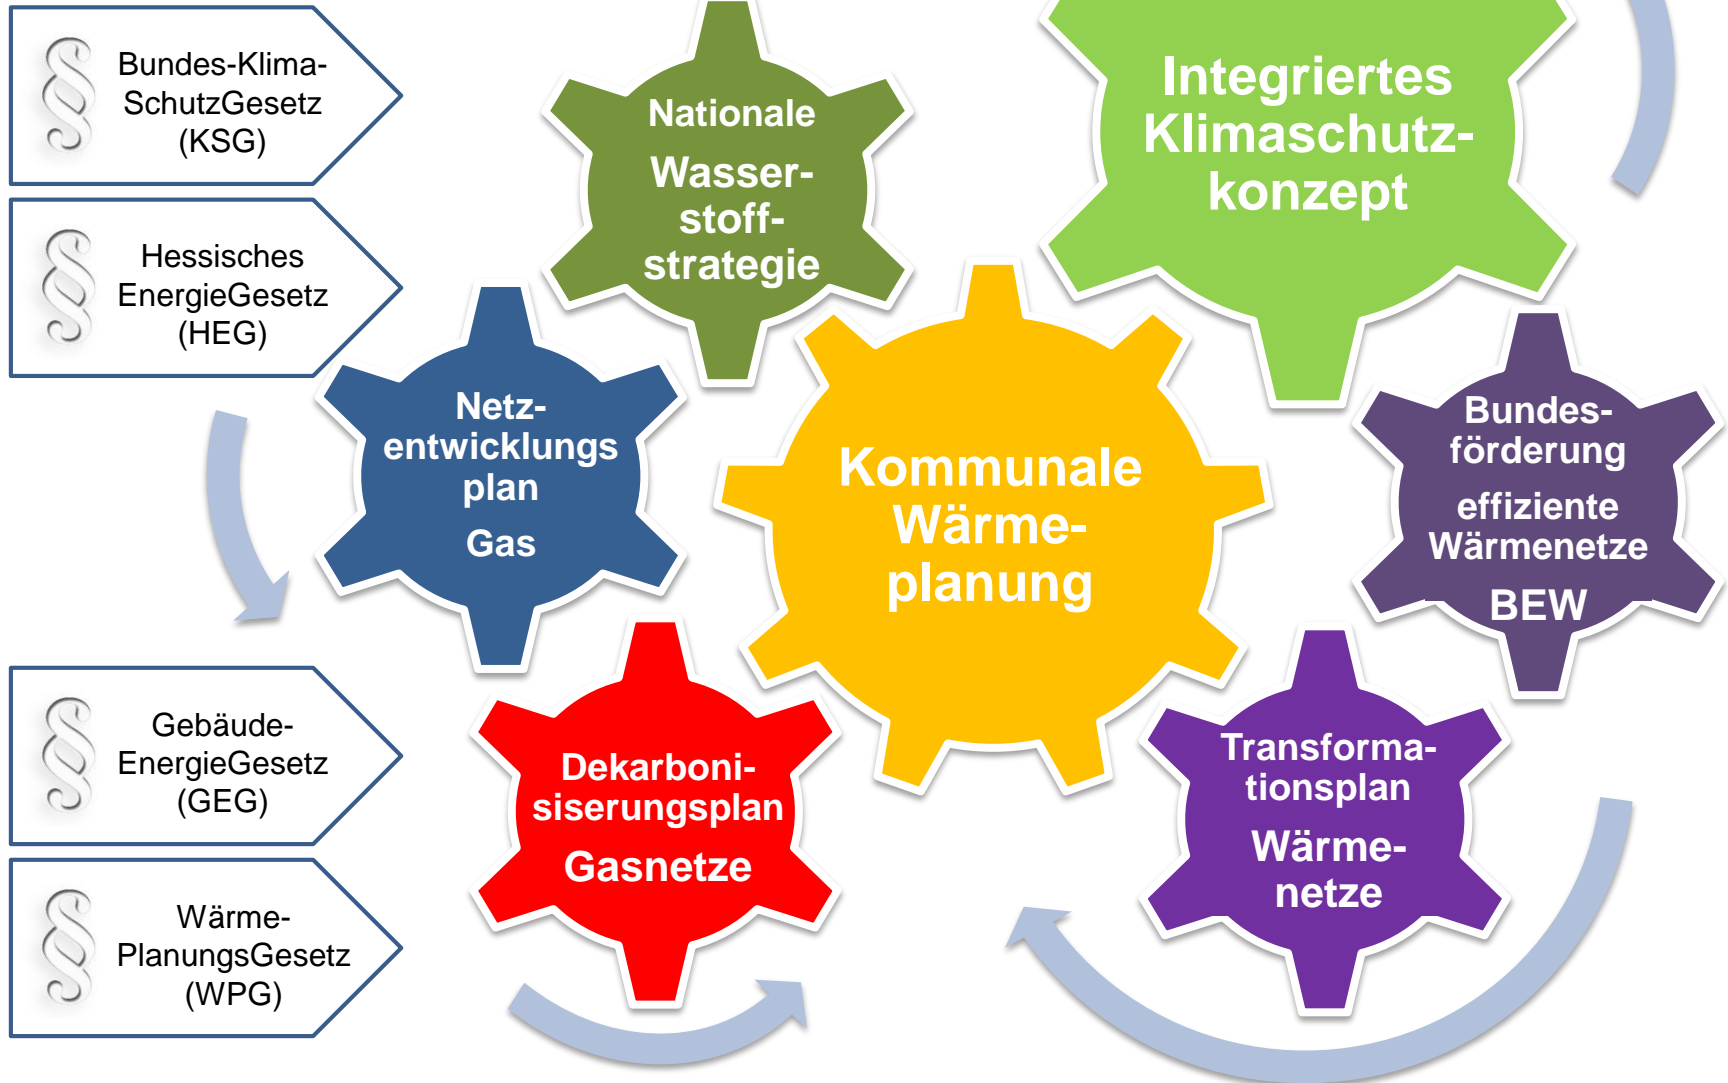 Bundes-Klima-
SchutzGesetz
(KSG)
Hessisches
EnergieGesetz
(HEG)
Gebäude-
EnergieGesetz
(GEG)
Wärme-
PlanungsGesetz
(WPG)
Nationale
Wasser-
stoff-
strategie
Integriertes
Klimaschutz-
konzept
Netz-
entwicklungs
plan
Gas
Kommunale
Wärme-
planung
Bundes-
förderung
effiziente
Wärmenetze
BEW
Dekarboni-
siserungsplan
Gasnetze
Transforma-
tionsplan
Wärme-
netze